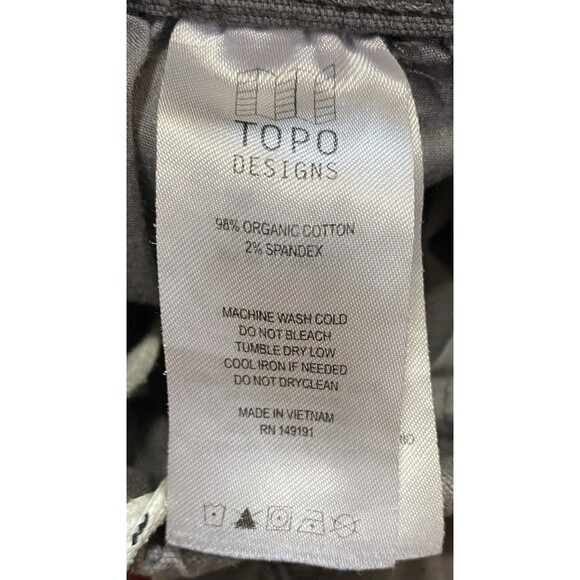 TOPO
DESIGNS
98% ORGANIC COTTON
2% SPANDEX
MACHINE WASH COLD
DO NOT BLEACH
TUMBLE DRY LOW
COOL IRON IF NEEDED
DO NOT DRYCLEAN
MADE IN VIETNAM
RN 149191